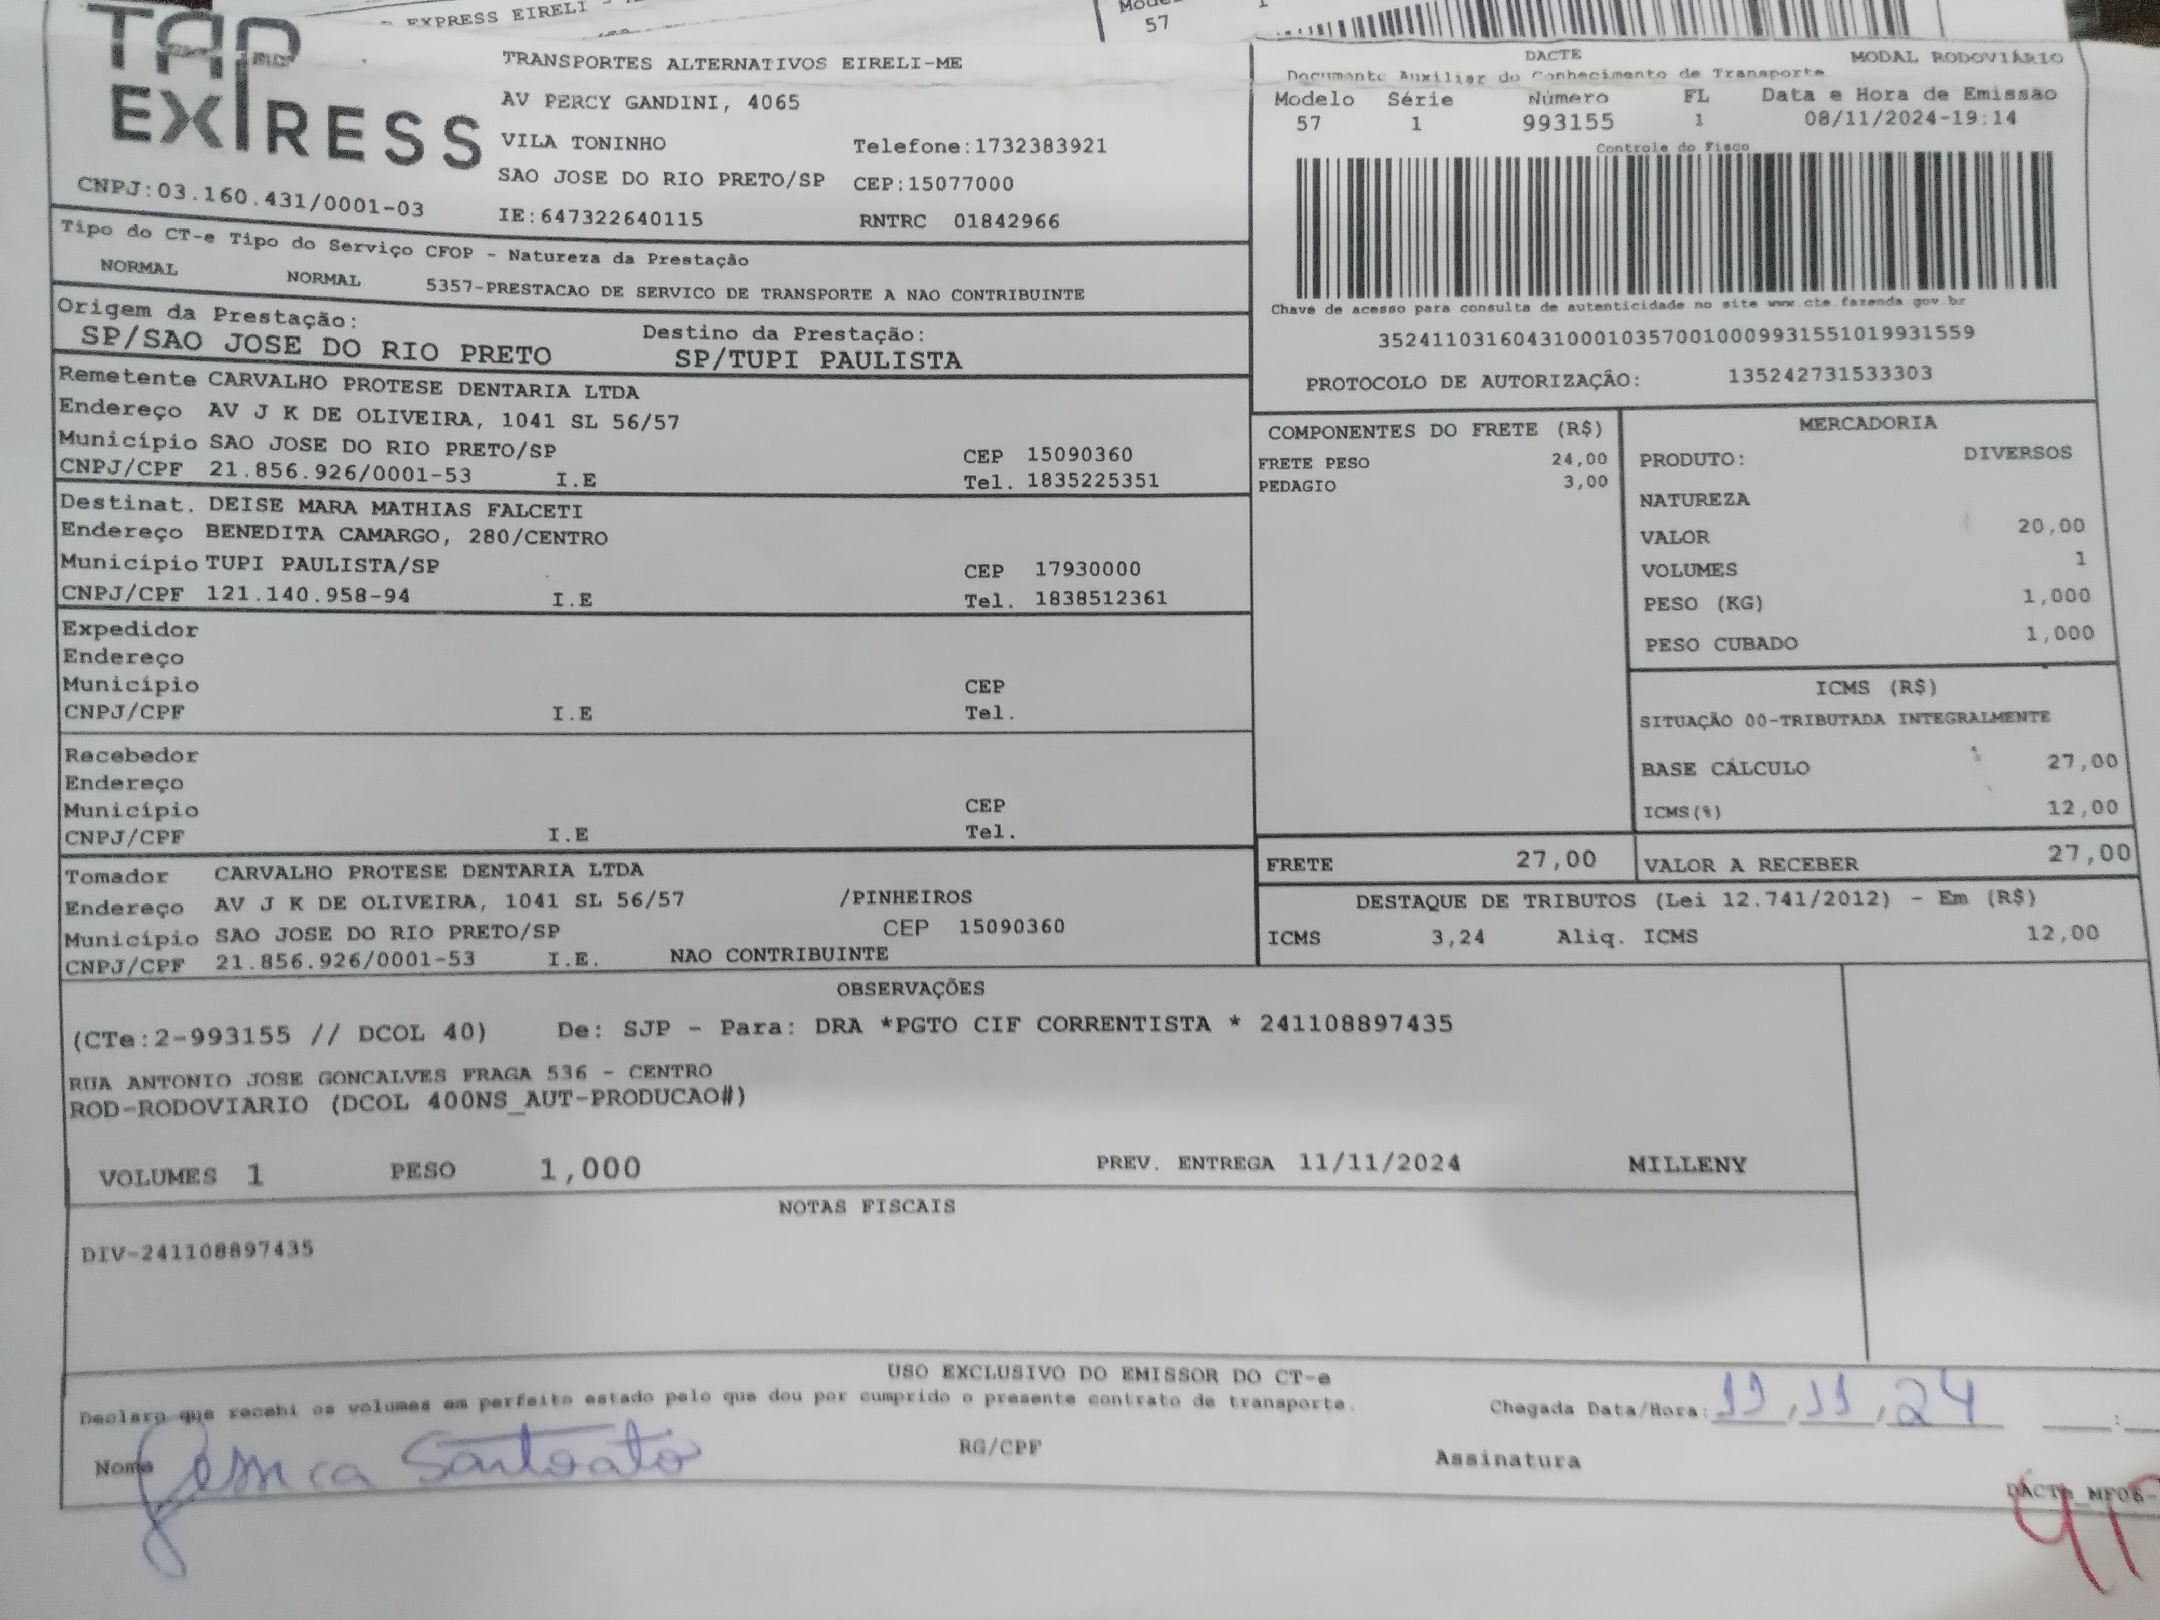 EXPRESS EIRELI
57
TAP
EXPRESS
CNPJ:03.160.431/0001-03
TRANSPORTES ALTERNATIVOS EIRELI-ME
AV PERCY GANDINI, 4065
VILA TONINHO Telefone:1732383921
SAO JOSE DO RIO PRETO/SP CEP:15077000
IE:647322640115 RNTRC 01842966
DACTE MODAL RODOVIÁRIO
Documento Auxiliar do Conhecimento de Transporte
Modelo Série Número FL Data e Hora de Emissão
57 1 993155 1 08/11/2024-19:14
Controle do Fisco
Chave de acesso para consulta de autenticidade no site www.cte.fazenda.gov.br
35241103160431000103570010009931551019931559
PROTOCOLO DE AUTORIZAÇÃO: 135242731533303
Tipo do CT-e Tipo do Serviço CFOP - Natureza da Prestação
NORMAL NORMAL 5357-PRESTACAO DE SERVICO DE TRANSPORTE A NAO CONTRIBUINTE
Origem da Prestação: Destino da Prestação:
SP/SAO JOSE DO RIO PRETO SP/TUPI PAULISTA
Remetente CARVALHO PROTESE DENTARIA LTDA
Endereço AV J K DE OLIVEIRA, 1041 SL 56/57
Município SAO JOSE DO RIO PRETO/SP CEP 15090360
CNPJ/CPF 21.856.926/0001-53 I.E Tel. 1835225351
Destinat. DEISE MARA MATHIAS FALCETI
Endereço BENEDITA CAMARGO, 280/CENTRO
Município TUPI PAULISTA/SP CEP 17930000
CNPJ/CPF 121.140.958-94 I.E Tel. 1838512361
Expedidor
Endereço
Município CEP
CNPJ/CPF I.E Tel.
Recebedor
Endereço
Município CEP
CNPJ/CPF I.E Tel.
Tomador CARVALHO PROTESE DENTARIA LTDA
Endereço AV J K DE OLIVEIRA, 1041 SL 56/57 /PINHEIROS
Município SAO JOSE DO RIO PRETO/SP CEP 15090360
CNPJ/CPF 21.856.926/0001-53 I.E. NAO CONTRIBUINTE
COMPONENTES DO FRETE (R$)
FRETE PESO 24,00
PEDAGIO 3,00
MERCADORIA
PRODUTO: DIVERSOS
NATUREZA
VALOR 20,00
VOLUMES 1
PESO (KG) 1,000
PESO CUBADO 1,000
ICMS (R$)
SITUAÇÃO 00-TRIBUTADA INTEGRALMENTE
BASE CÁLCULO 27,00
ICMS(%) 12,00
FRETE 27,00 VALOR A RECEBER 27,00
DESTAQUE DE TRIBUTOS (Lei 12.741/2012) - Em (R$)
ICMS 3,24 Aliq. ICMS 12,00
OBSERVAÇÕES
(CTe:2-993155 // DCOL 40) De: SJP - Para: DRA *PGTO CIF CORRENTISTA * 241108897435
RUA ANTONIO JOSE GONCALVES FRAGA 536 - CENTRO
ROD-RODOVIARIO (DCOL 400NS_AUT-PRODUCAO#)
VOLUMES 1 PESO 1,000 PREV. ENTREGA 11/11/2024 MILLENY
NOTAS FISCAIS
DIV-241108897435
USO EXCLUSIVO DO EMISSOR DO CT-e
Declaro que recebi os volumes em perfeito estado pelo que dou por cumprido o presente contrato de transporte. Chegada Data/Hora: 11,11,24 :
Nome Jessica RG/CPF Assinatura